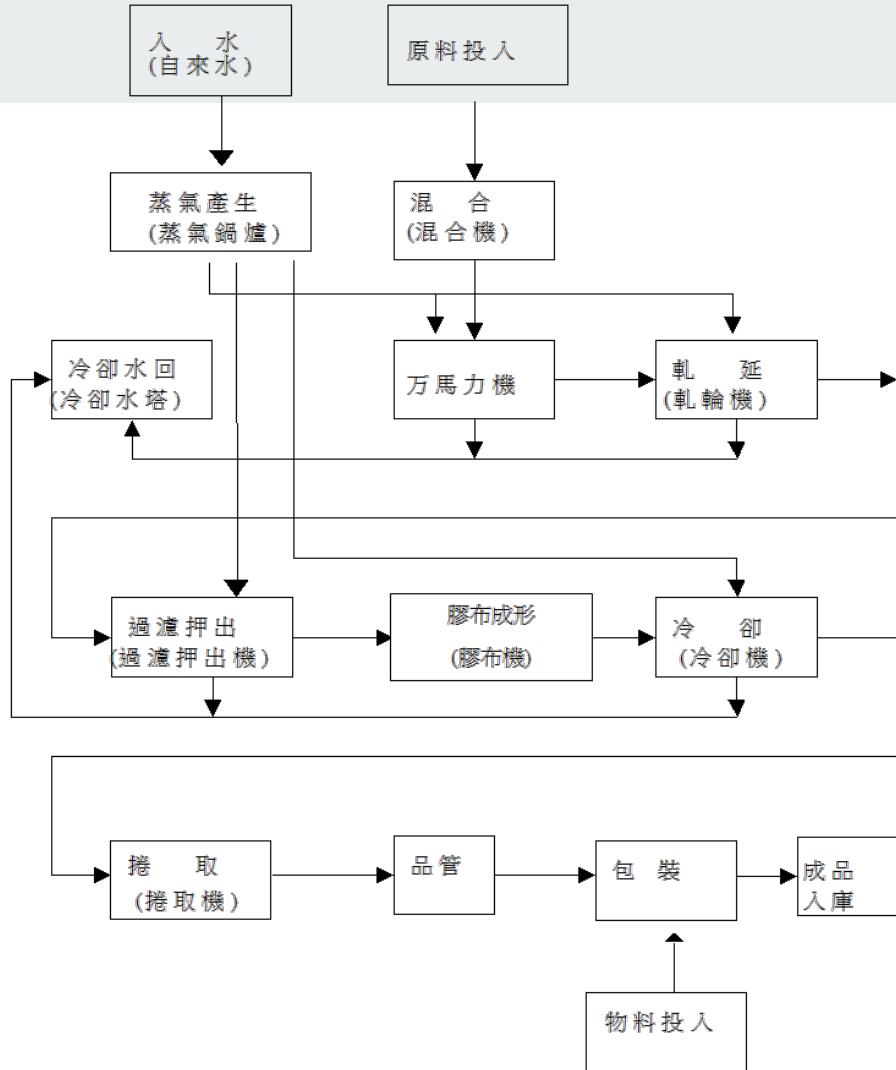 入 水
(自來水)
原料投入
蒸氣產生
(蒸氣鍋爐)
混 合
(混合機)
冷卻水回
(冷卻水塔)
万馬力機
軋 延
(軋輪機)
過濾押出
(過濾押出機)
膠布成形
(膠布機)
冷 卻
(冷卻機)
捲 取
(捲取機)
品管
包 裝
成品
入庫
物料投入